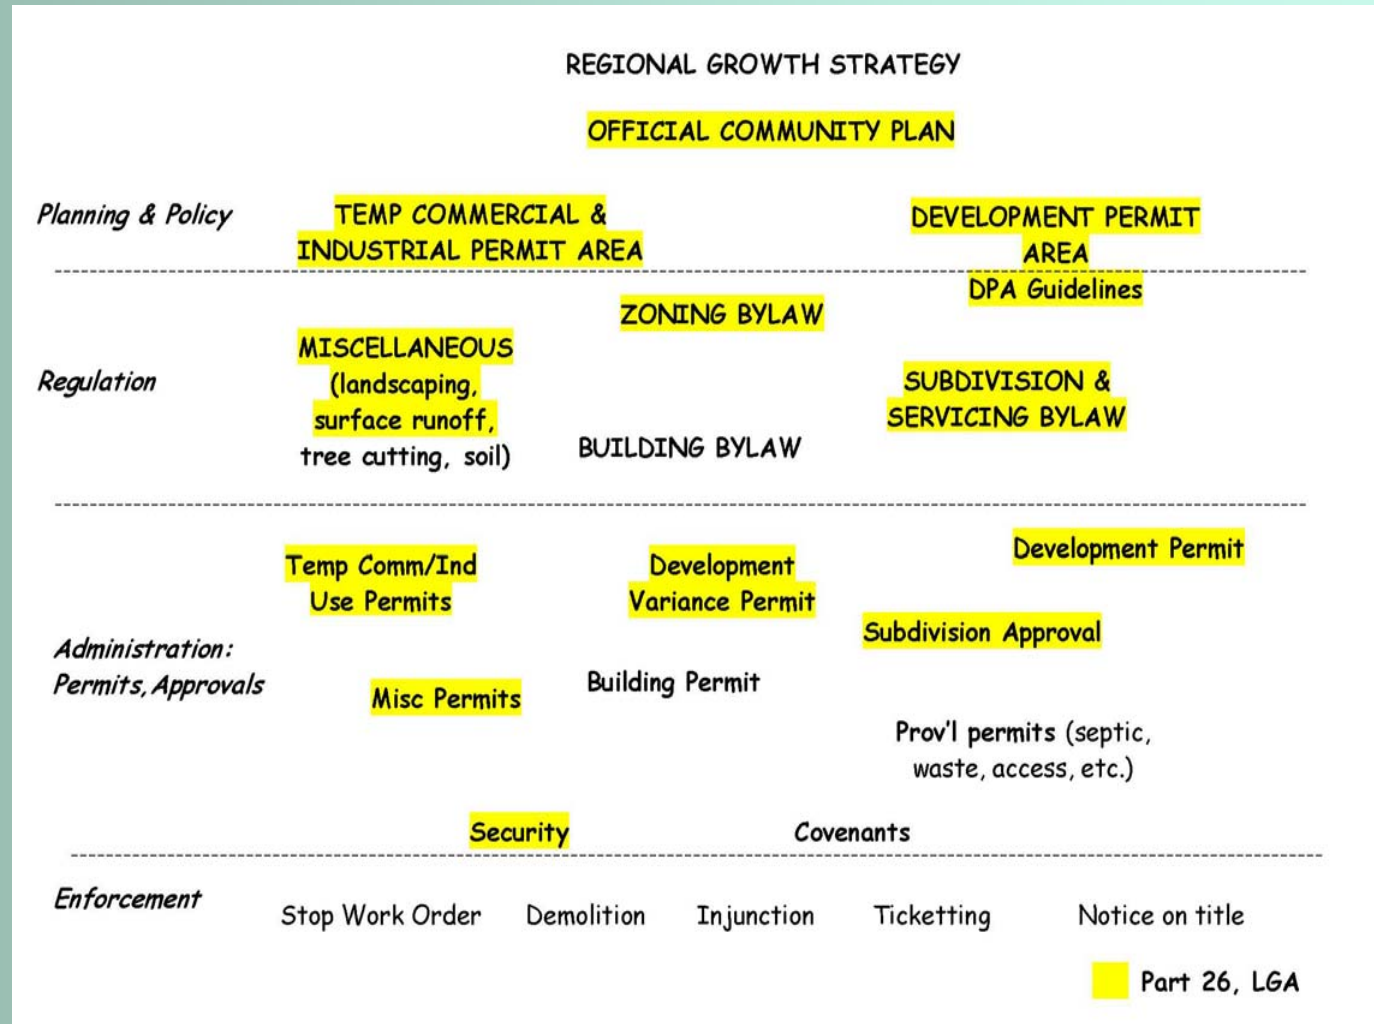 REGIONAL GROWTH STRATEGY
OFFICIAL COMMUNITY PLAN
Planning & Policy
TEMP COMMERCIAL &
INDUSTRIAL PERMIT AREA
DEVELOPMENT PERMIT
AREA
DPA Guidelines
ZONING BYLAW
Regulation
MISCELLANEOUS
(landscaping,
surface runoff,
tree cutting, soil)
BUILDING BYLAW
SUBDIVISION &
SERVICING BYLAW
Administration:
Permits, Approvals
Temp Comm/Ind
Use Permits
Development
Variance Permit
Development Permit
Subdivision Approval
Misc Permits
Building Permit
Prov'l permits (septic,
waste, access, etc.)
Security
Covenants
Enforcement
Stop Work Order
Demolition
Injunction
Ticketting
Notice on title
Part 26, LGA